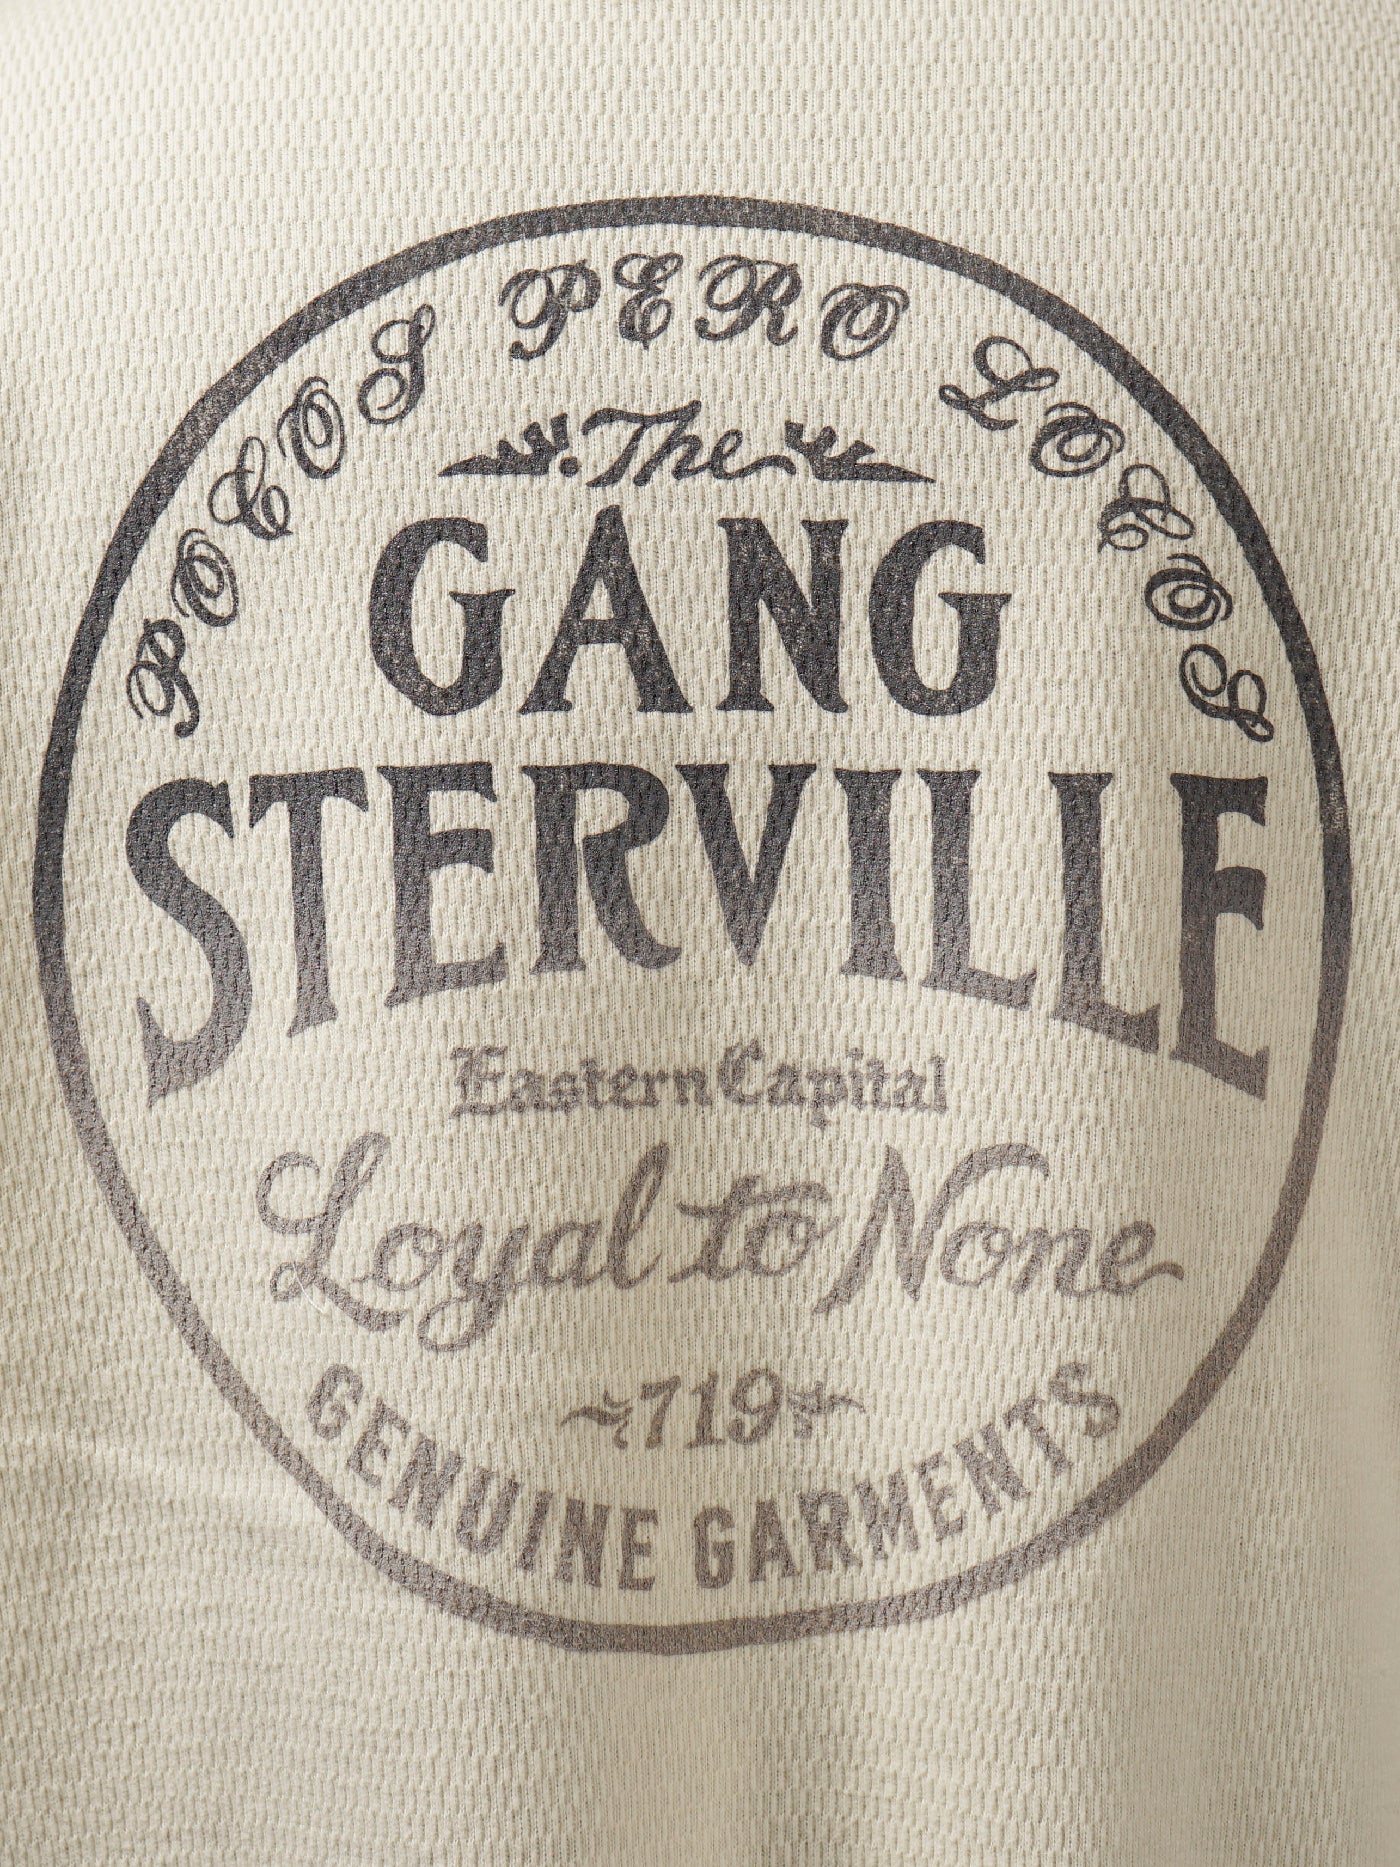 POCOS PERO LOCOS
The
GANG
STERVILLE
Eastern Capital
Loyal to None
719
GENUINE GARMENTS